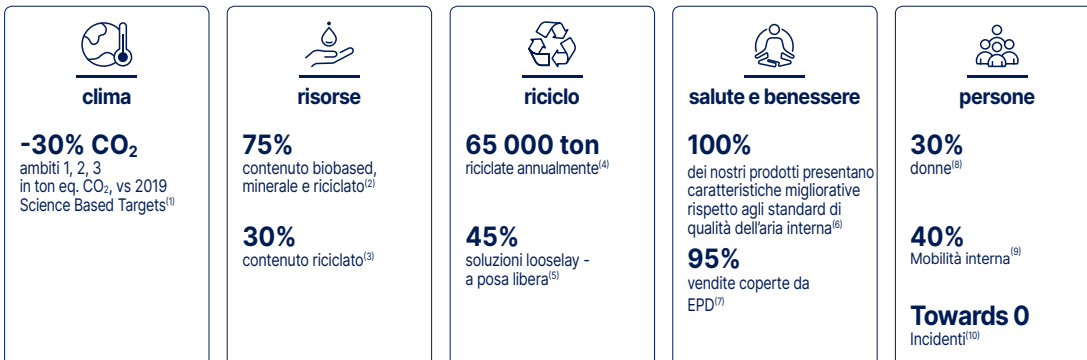 clima
-30% CO₂
ambiti 1, 2, 3
in ton eq. CO₂, vs 2019
Science Based Targets⁽¹⁾
risorse
75%
contenuto biobased,
minerale e riciclato⁽²⁾
30%
contenuto riciclato⁽³⁾
riciclo
65 000 ton
riciclate annualmente⁽⁴⁾
45%
soluzioni looselay -
a posa libera⁽⁵⁾
salute e benessere
100%
dei nostri prodotti presentano
caratteristiche migliorative
rispetto agli standard di
qualità dell’aria interna⁽⁶⁾
95%
vendite coperte da
EPD⁽⁷⁾
persone
30%
donne⁽⁸⁾
40%
Mobilità interna⁽⁹⁾
Towards 0
Incidenti⁽¹⁰⁾